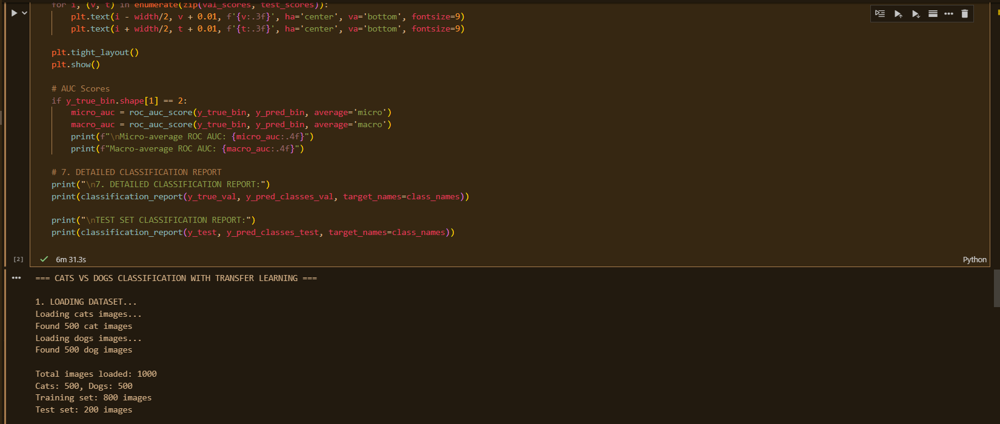 for i, (v, t) in enumerate(zip(val_scores, test_scores)):
plt.text(i - width/2, v + 0.01, f'{v:.3f}', ha='center', va='bottom', fontsize=9)
plt.text(i + width/2, t + 0.01, f'{t:.3f}', ha='center', va='bottom', fontsize=9)
plt.tight_layout()
plt.show()
# AUC Scores
if y_true_bin.shape[1] == 2:
micro_auc = roc_auc_score(y_true_bin, y_pred_bin, average='micro')
macro_auc = roc_auc_score(y_true_bin, y_pred_bin, average='macro')
print(f"\nMicro-average ROC AUC: {micro_auc:.4f}")
print(f"Macro-average ROC AUC: {macro_auc:.4f}")
# 7. DETAILED CLASSIFICATION REPORT
print("\n7. DETAILED CLASSIFICATION REPORT:")
print(classification_report(y_true_val, y_pred_classes_val, target_names=class_names))
print("\nTEST SET CLASSIFICATION REPORT:")
print(classification_report(y_test, y_pred_classes_test, target_names=class_names))
[2] 6m 31.3s Python
=== CATS VS DOGS CLASSIFICATION WITH TRANSFER LEARNING ===
1. LOADING DATASET...
Loading cats images...
Found 500 cat images
Loading dogs images...
Found 500 dog images
Total images loaded: 1000
Cats: 500, Dogs: 500
Training set: 800 images
Test set: 200 images